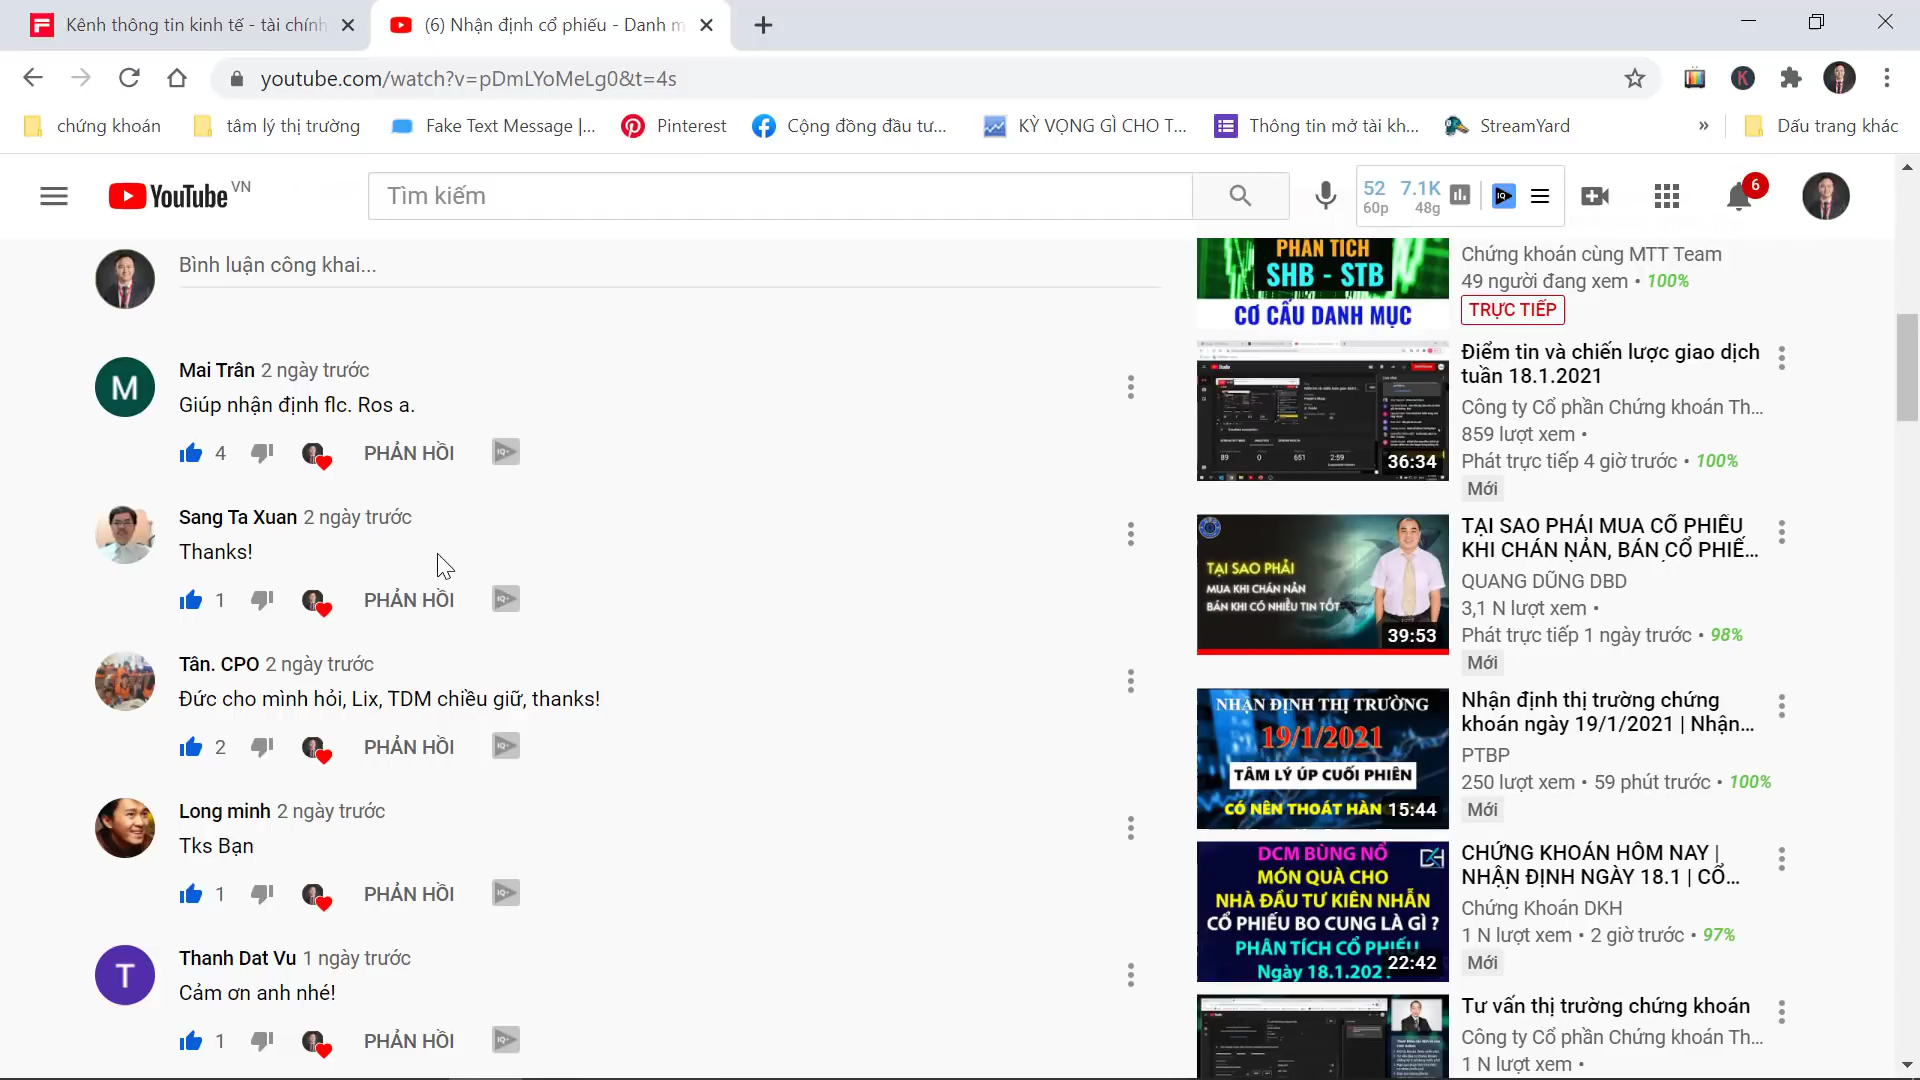 Kênh thông tin kinh tế - tài chính
(6) Nhận định cổ phiếu - Danh m
youtube.com/watch?v=pDmLYoMeLg0&t=4s
K
chứng khoán
tâm lý thị trường
Fake Text Message |...
Pinterest
Cộng đồng đầu tư...
KỲ VỌNG GÌ CHO T...
Thông tin mở tài kh...
StreamYard
»
Dấu trang khác
YouTube VN
Tìm kiếm
52 7.1K
60p 48g
6
Bình luận công khai...
M
Mai Trân 2 ngày trước
Giúp nhận định flc. Ros a.
4 PHẢN HỒI
Sang Ta Xuan 2 ngày trước
Thanks!
1 PHẢN HỒI
Tân. CPO 2 ngày trước
Đức cho mình hỏi, Lix, TDM chiều giữ, thanks!
2 PHẢN HỒI
Long minh 2 ngày trước
Tks Bạn
1 PHẢN HỒI
T
Thanh Dat Vu 1 ngày trước
Cảm ơn anh nhé!
1 PHẢN HỒI
PHÂN TÍCH
SHB - STB
CƠ CẤU DANH MỤC
Chứng khoán cùng MTT Team
49 người đang xem • 100%
TRỰC TIẾP
36:34
Điểm tin và chiến lược giao dịch
tuần 18.1.2021
Công ty Cổ phần Chứng khoán Th...
859 lượt xem •
Phát trực tiếp 4 giờ trước • 100%
Mới
TẠI SAO PHẢI
MUA KHI CHÁN NẢN
BÁN KHI CÓ NHIỀU TIN TỐT
39:53
TẠI SAO PHẢI MUA CỔ PHIẾU
KHI CHÁN NẢN, BÁN CỔ PHIẾ...
QUANG DŨNG DBD
3,1 N lượt xem •
Phát trực tiếp 1 ngày trước • 98%
Mới
NHẬN ĐỊNH THỊ TRƯỜNG
19/1/2021
TÂM LÝ ÚP CUỐI PHIÊN
CÓ NÊN THOÁT HÀN
15:44
Nhận định thị trường chứng
khoán ngày 19/1/2021 | Nhận...
PTBP
250 lượt xem • 59 phút trước • 100%
Mới
DCM BÙNG NỔ
MÓN QUÀ CHO
NHÀ ĐẦU TƯ KIÊN NHẪN
CỔ PHIẾU BO CUNG LÀ GÌ ?
PHÂN TÍCH CỔ PHIẾU
Ngày 18.1.202
22:42
CHỨNG KHOÁN HÔM NAY |
NHẬN ĐỊNH NGÀY 18.1 | CỔ...
Chứng Khoán DKH
1 N lượt xem • 2 giờ trước • 97%
Mới
Tư vấn thị trường chứng khoán
Công ty Cổ phần Chứng khoán Th...
1 N lượt xem •